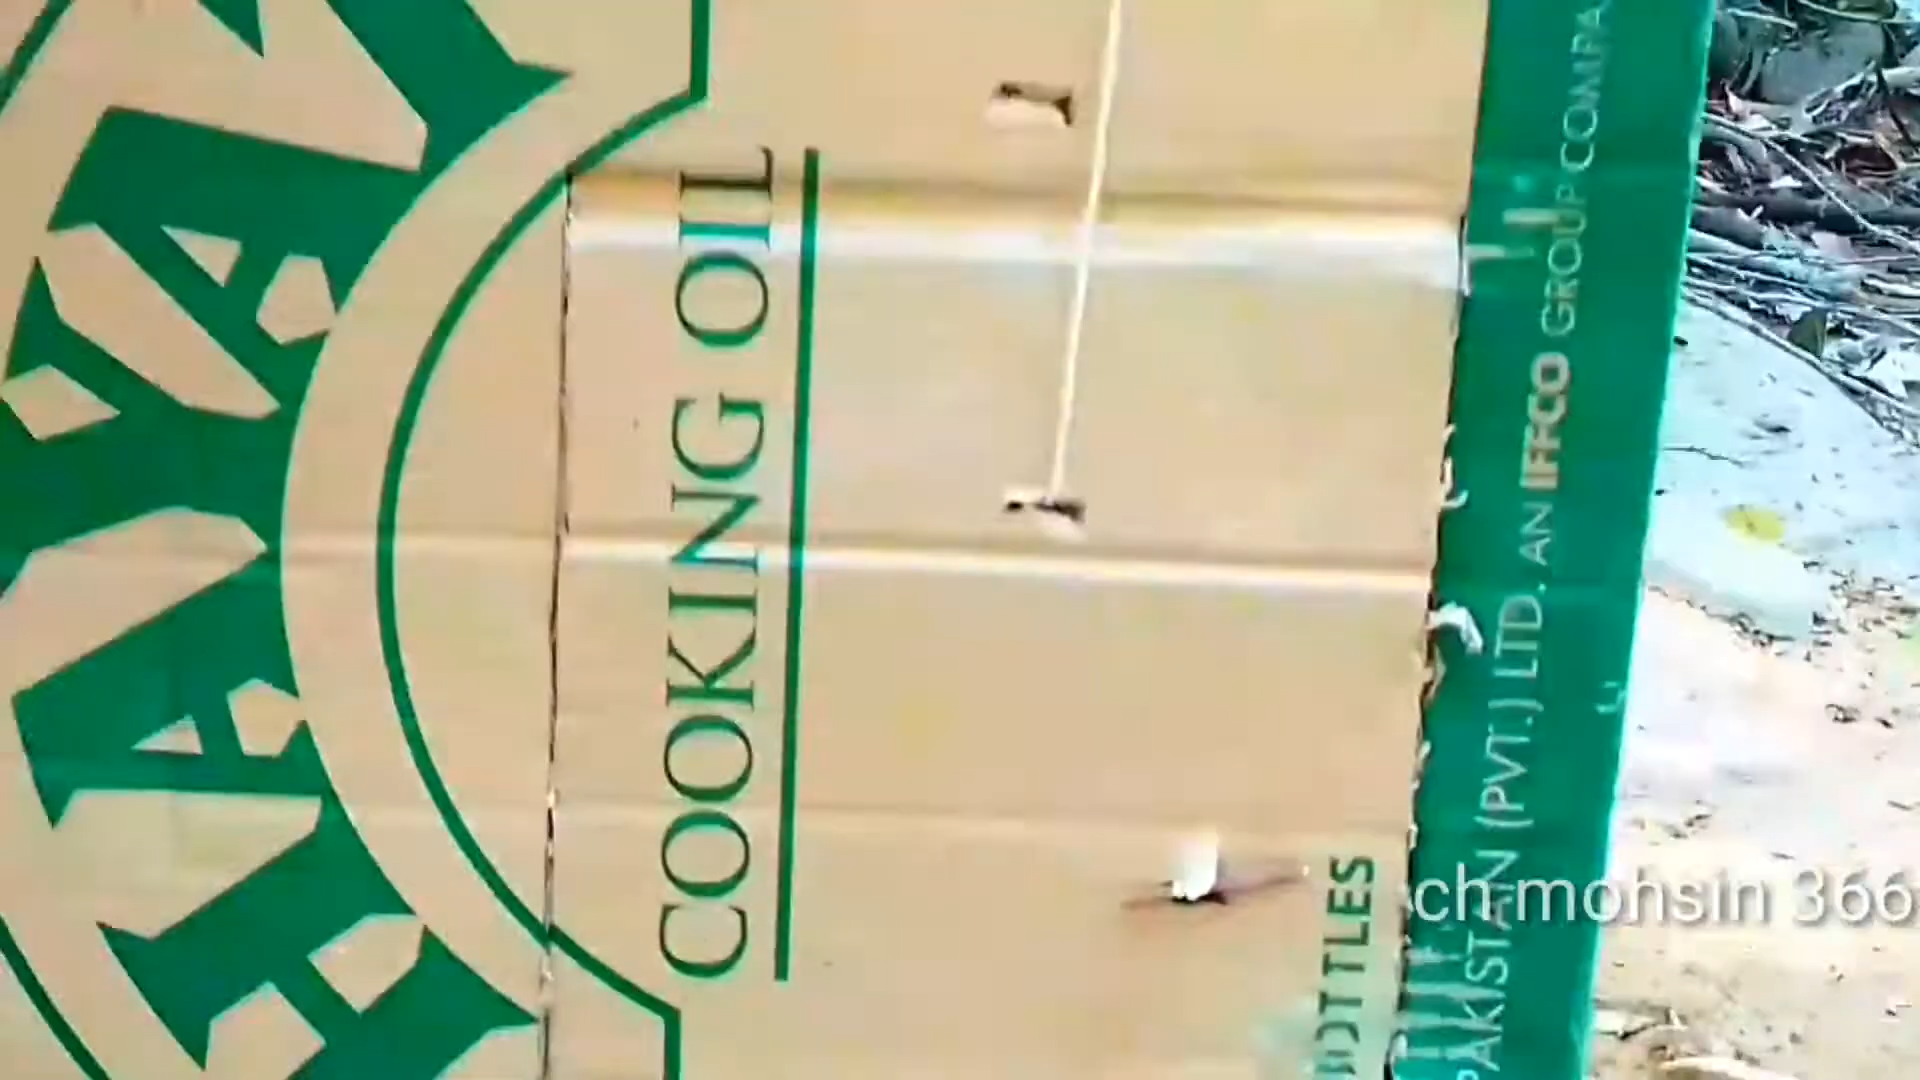 COOKING OIL
BOTTLES
PAKISTAN (PVT.) LTD. AN IFFCO GROUP COMPA
ch mohsin 366